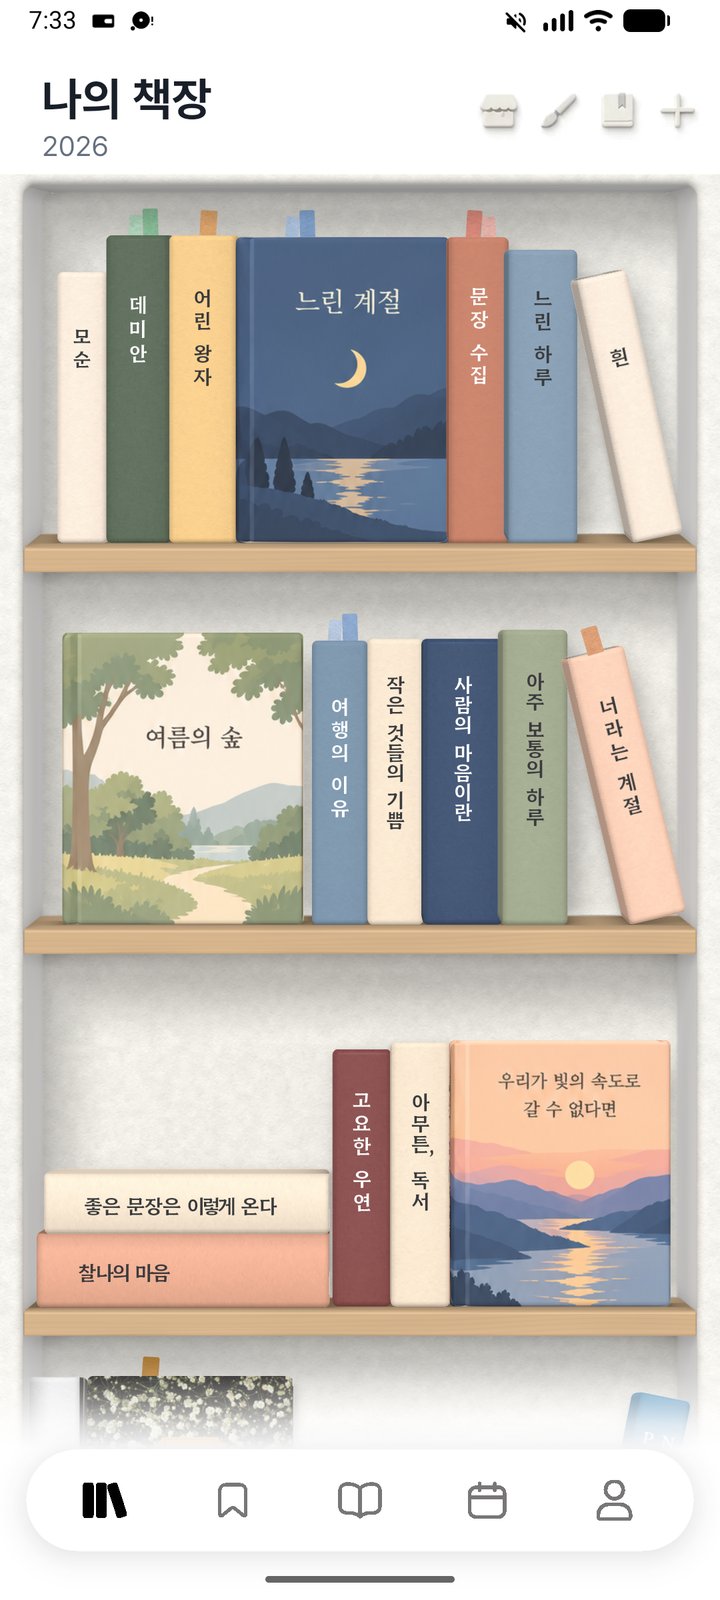 7:33
나의 책장
2026
모순
데미안
어린 왕자
느린 계절
문장 수집
느린 하루
흰
여름의 숲
여행의 이유
작은 것들의 기쁨
사람의 마음이란
아주 보통의 하루
너라는 계절
좋은 문장은 이렇게 온다
찰나의 마음
고요한 우연
아무튼, 독서
우리가 빛의 속도로
갈 수 없다면